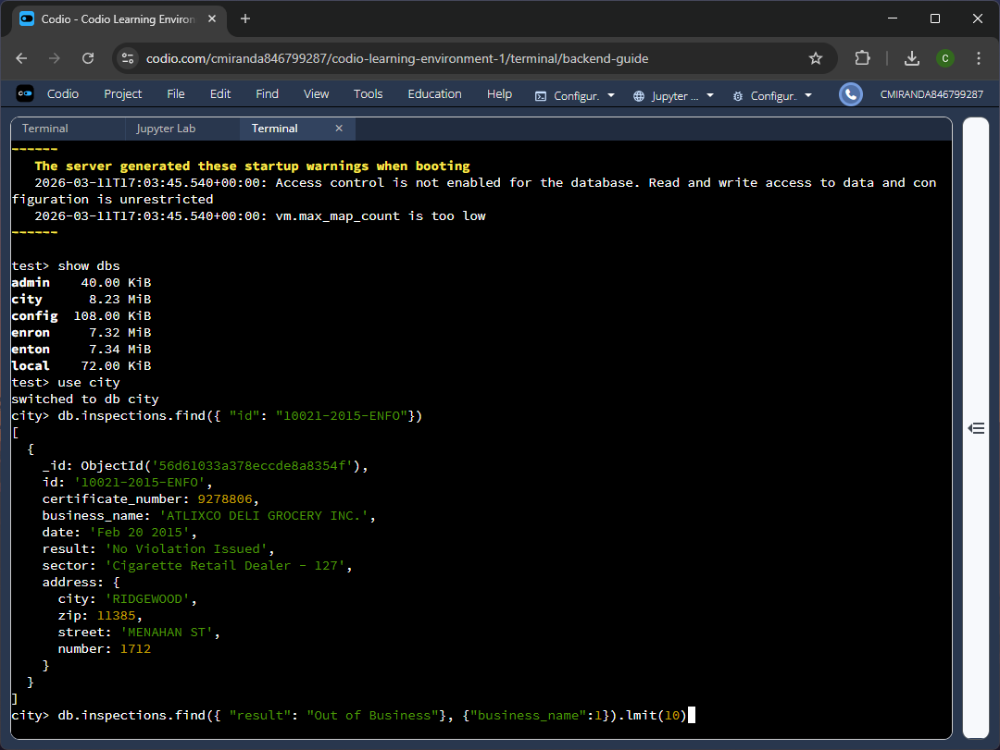 Codio - Codio Learning Environ
codio.com/cmiranda846799287/codio-learning-environment-1/terminal/backend-guide
C
Codio Project File Edit Find View Tools Education Help Configur. Jupyter ... Configur.. CMIRANDA846799287
Terminal Jupyter Lab Terminal
------
The server generated these startup warnings when booting
2026-03-11T17:03:45.540+00:00: Access control is not enabled for the database. Read and write access to data and con
figuration is unrestricted
2026-03-11T17:03:45.540+00:00: vm.max_map_count is too low
------
test> show dbs
admin 40.00 KiB
city 8.23 MiB
config 108.00 KiB
enron 7.32 MiB
enton 7.34 MiB
local 72.00 KiB
test> use city
switched to db city
city> db.inspections.find({ "id": "10021-2015-ENFO"})
[
{
_id: ObjectId('56d61033a378eccde8a8354f'),
id: '10021-2015-ENFO',
certificate_number: 9278806,
business_name: 'ATLIXCO DELI GROCERY INC.',
date: 'Feb 20 2015',
result: 'No Violation Issued',
sector: 'Cigarette Retail Dealer - 127',
address: {
city: 'RIDGEWOOD',
zip: 11385,
street: 'MENAHAN ST',
number: 1712
}
}
]
city> db.inspections.find({ "result": "Out of Business"}, {"business_name":1}).lmit(10)